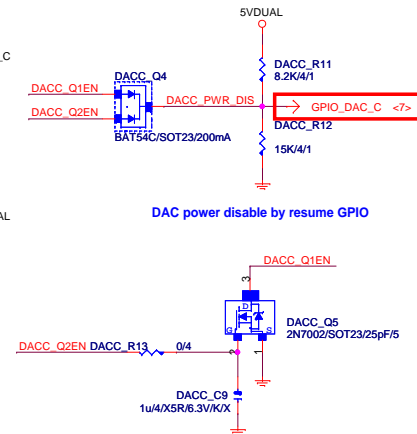 5VDUAL
_C
DACC_R11
8.2K/4/1
DACC_Q4
DACC_Q1EN
DACC_PWR_DIS
GPIO_DAC_C <7>
DACC_Q2EN
DACC_R12
BAT54C/SOT23/200mA
15K/4/1
DAC power disable by resume GPIO
AL
DACC_Q1EN
3
D
DACC_Q5
2N7002/SOT23/25pF/5
G
S
DACC_Q2EN DACC_R13 0/4
2
1
DACC_C9
1u/4/X5R/6.3V/K/X